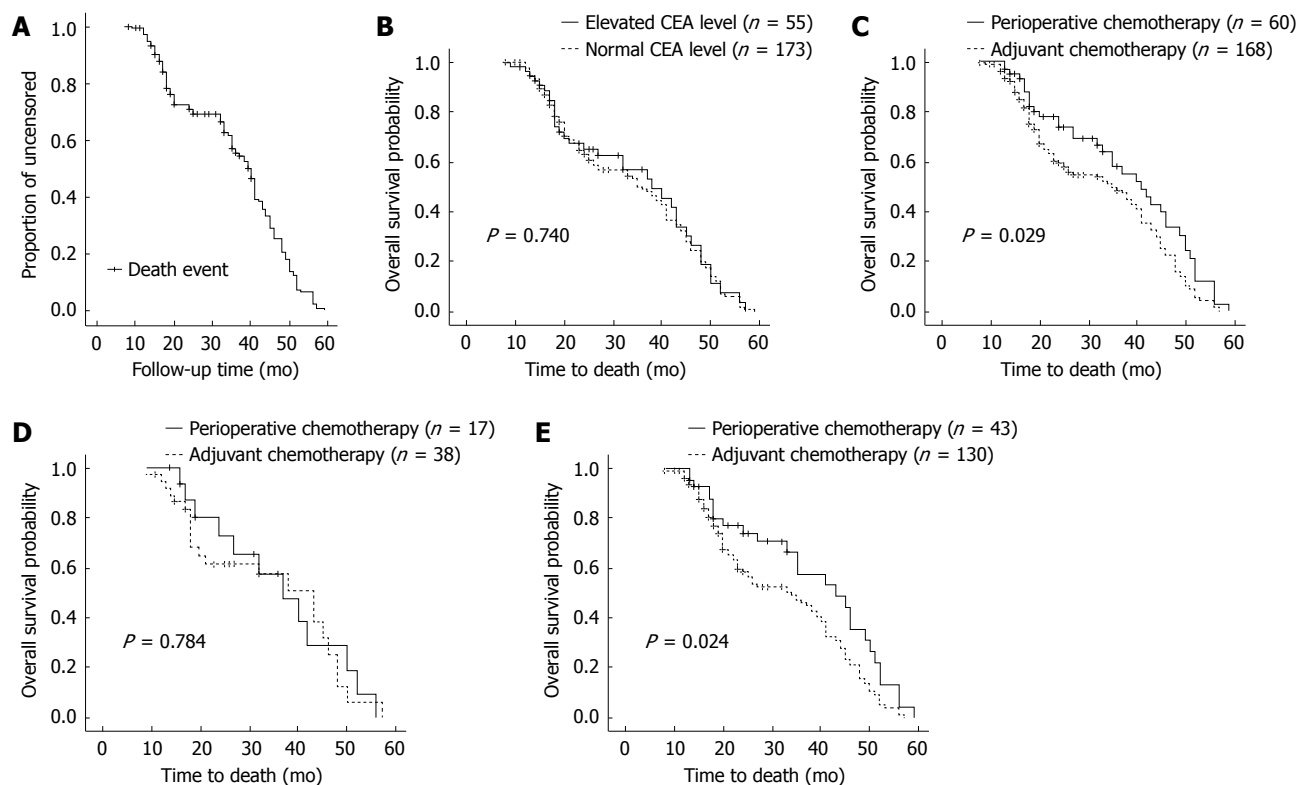 A
Proportion of uncensored
1.0
0.8
0.6
0.4
0.2
0.0
Death event
0 10 20 30 40 50 60
Follow-up time (mo)
B
Elevated CEA level (n = 55)
Normal CEA level (n = 173)
Overall survival probability
1.0
0.8
0.6
0.4
0.2
0.0
P = 0.740
0 10 20 30 40 50 60
Time to death (mo)
C
Perioperative chemotherapy (n = 60)
Adjuvant chemotherapy (n = 168)
Overall survival probability
1.0
0.8
0.6
0.4
0.2
0.0
P = 0.029
0 10 20 30 40 50 60
Time to death (mo)
D
Perioperative chemotherapy (n = 17)
Adjuvant chemotherapy (n = 38)
Overall survival probability
1.0
0.8
0.6
0.4
0.2
0.0
P = 0.784
0 10 20 30 40 50 60
Time to death (mo)
E
Perioperative chemotherapy (n = 43)
Adjuvant chemotherapy (n = 130)
Overall survival probability
1.0
0.8
0.6
0.4
0.2
0.0
P = 0.024
0 10 20 30 40 50 60
Time to death (mo)